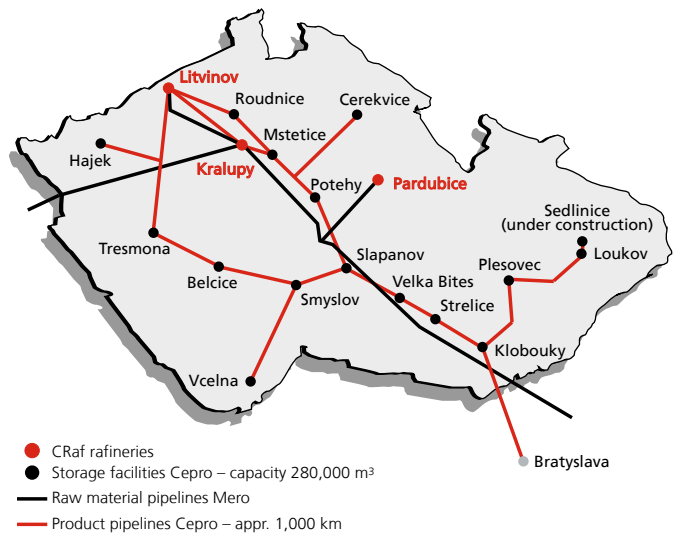 Litvinov
Roudnice
Cerekvice
Mstetice
Hajek
Kralupy
Potehy
Pardubice
Sedlinice
(under construction)
Tresmona
Slapanov
Plesovec
Loukov
Belcice
Velka Bites
Smyslov
Strelice
Klobouky
Vcelna
CRaf rafineries
Bratyslava
Storage facilities Cepro – capacity 280,000 m³
Raw material pipelines Mero
Product pipelines Cepro – appr. 1,000 km